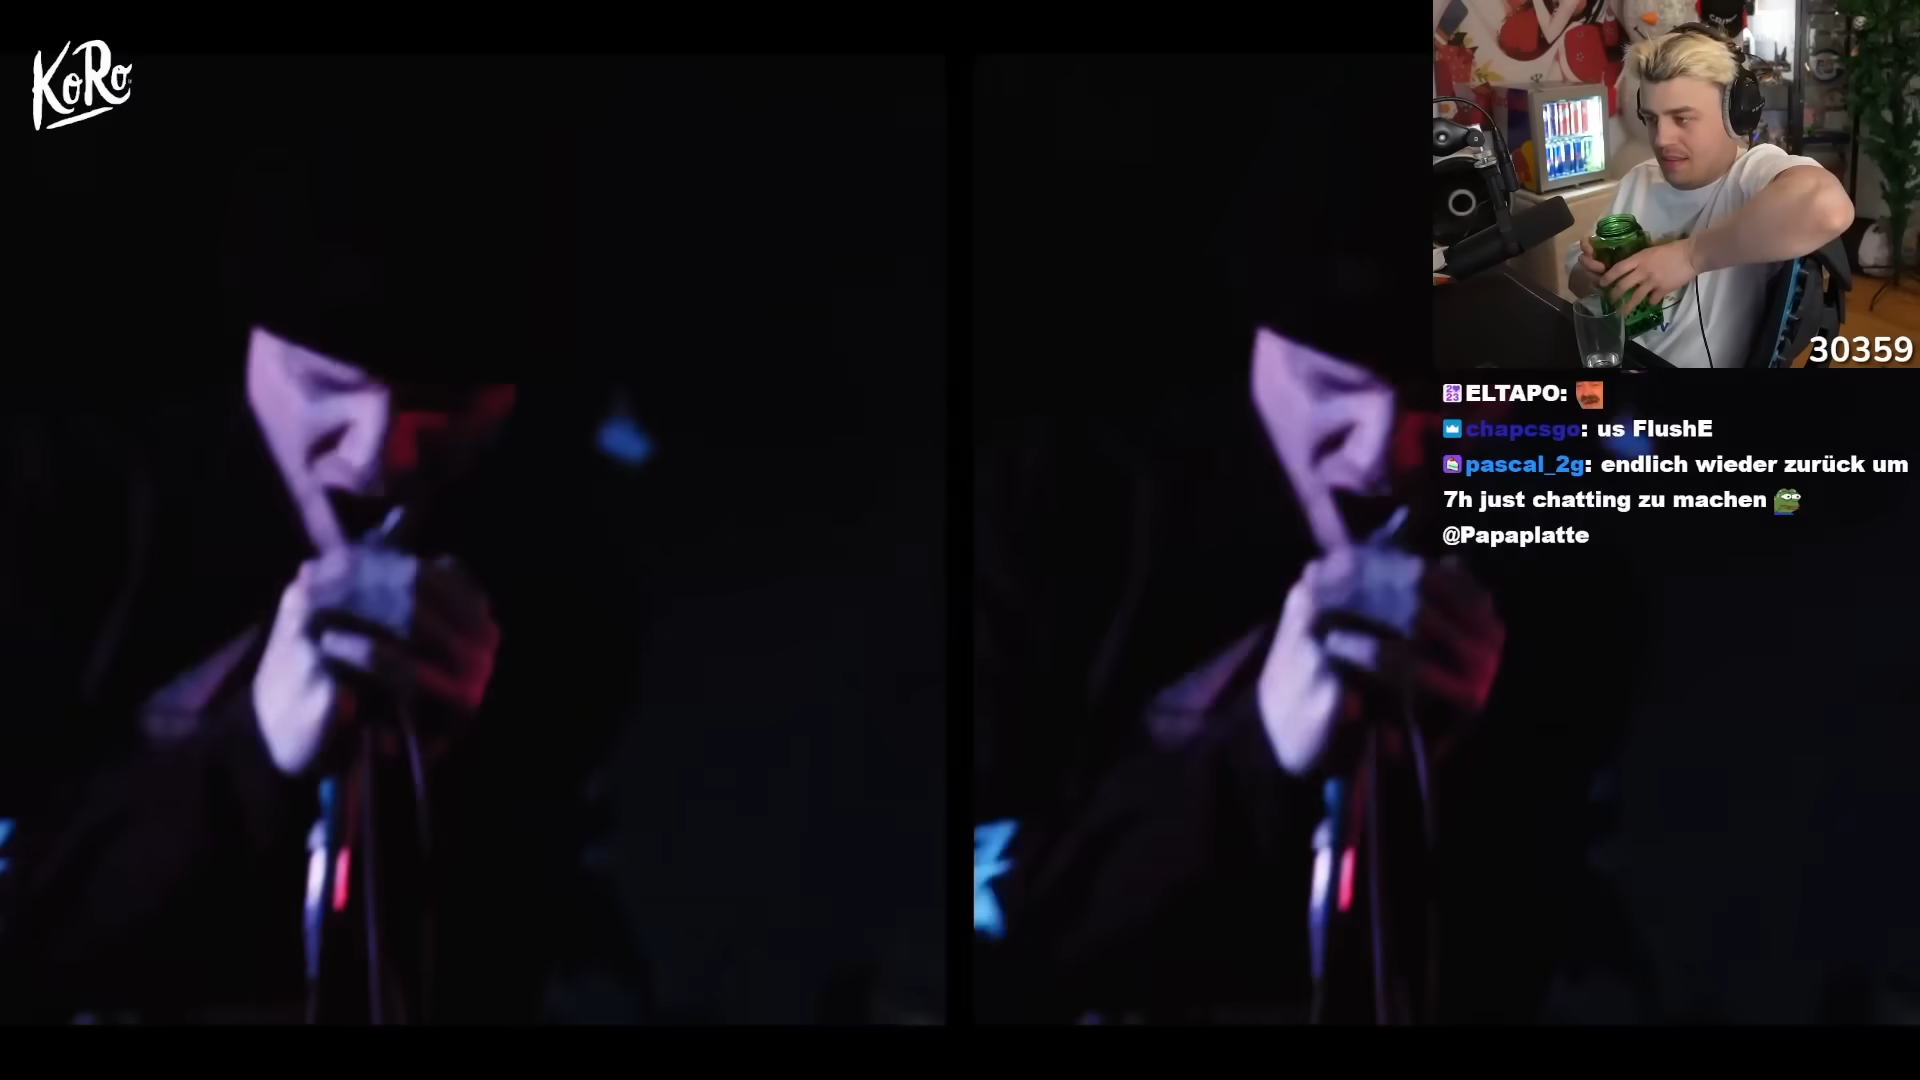 KoRo
30359
ELTAPO:
chapcsgo: us FlushE
pascal_2g: endlich wieder zurück um
7h just chatting zu machen
@Papaplatte